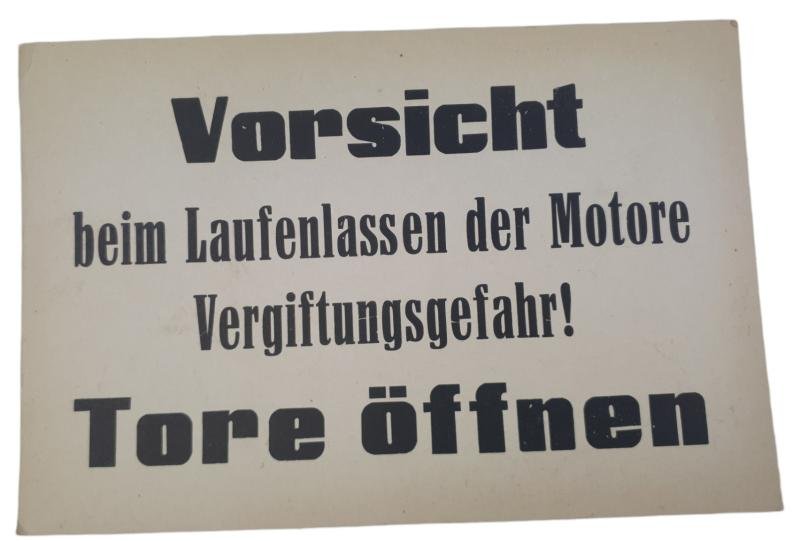 Vorsicht
beim Laufenlassen der Motore
Vergiftungsgefahr!
Tore öffnen